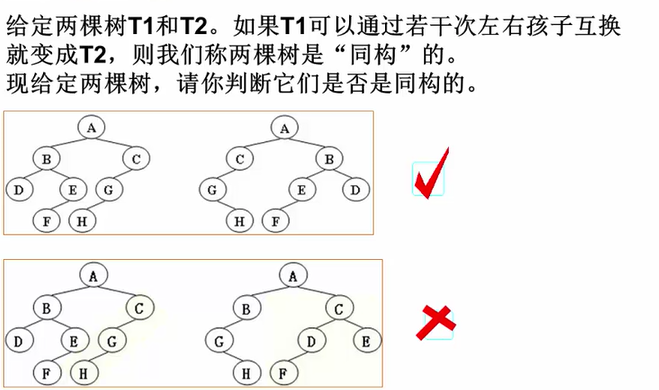 给定两棵树T1和T2。如果T1可以通过若干次左右孩子互换
就变成T2，则我们称两棵树是“同构”的。
现给定两棵树，请你判断它们是否是同构的。
A A
B C C B
D E G G E D
F H H F
A A
B C B C
D E G G D E
F H H F